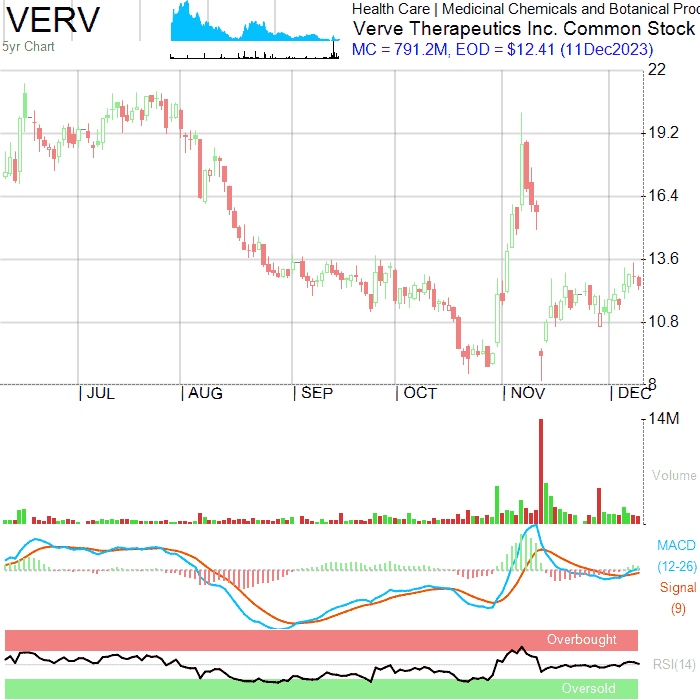 VERV
5yr Chart
Health Care | Medicinal Chemicals and Botanical Prod
Verve Therapeutics Inc. Common Stock
MC = 791.2M, EOD = $12.41 (11Dec2023)
22
19.2
16.4
13.6
10.8
8
| JUL | AUG | SEP | OCT | NOV | DEC
14M
Volume
MACD
(12-26)
Signal
(9)
Overbought
RSI(14)
Oversold